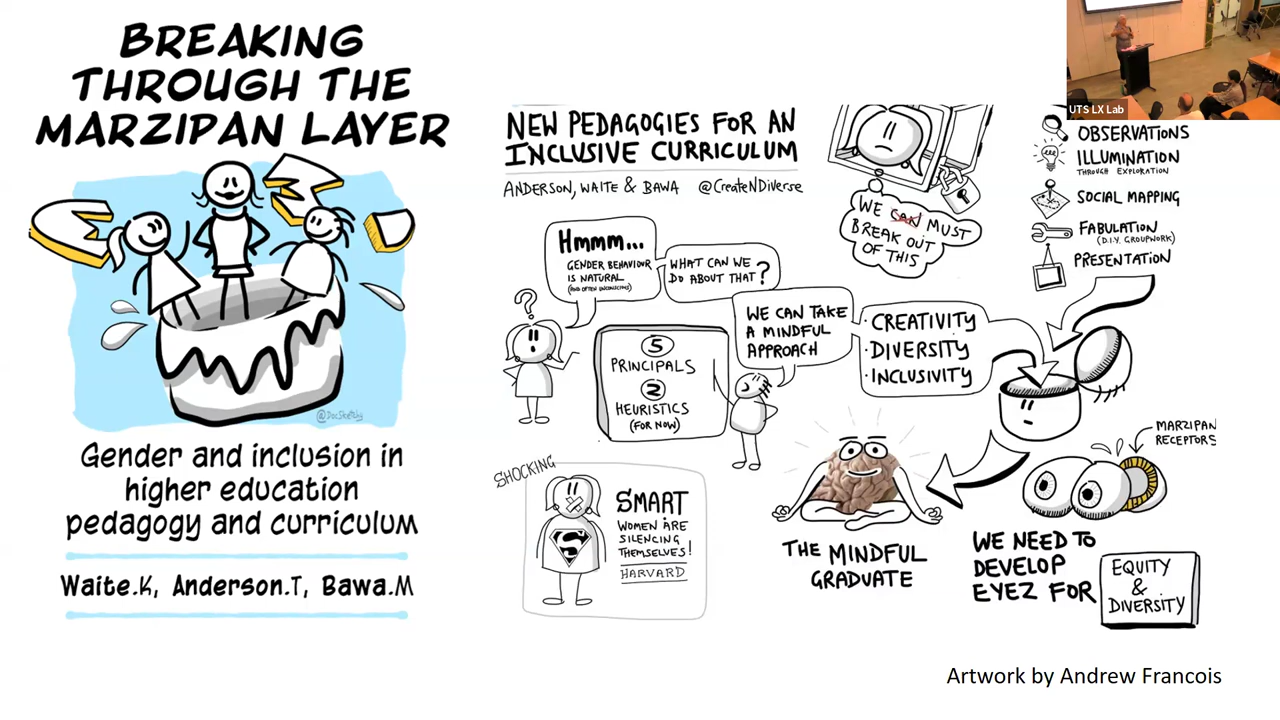 BREAKING
THROUGH THE
MARZIPAN LAYER
@DocSketchy
Gender and inclusion in
higher education
pedagogy and curriculum
Waite.K, Anderson.T, Bawa.M
NEW PEDAGOGIES FOR AN
INCLUSIVE CURRICULUM
ANDERSON, WAITE & BAWA @CreateNDiverse
Hmmm...
GENDER BEHAVIOUR
IS NATURAL
(AND OFTEN UNCONSCIOUS)
WHAT CAN WE
DO ABOUT THAT?
?
WE CAN TAKE
A MINDFUL
APPROACH
5
PRINCIPALS
2
HEURISTICS
(FOR NOW)
· CREATIVITY
· DIVERSITY
· INCLUSIVITY
WE CAN MUST
BREAK OUT
OF THIS
UTS LX Lab
OBSERVATIONS
ILLUMINATION
THROUGH EXPLORATION
SOCIAL MAPPING
FABULATION
(D.I.Y. GROUPWORK)
PRESENTATION
SHOCKING
S
SMART
WOMEN ARE
SILENCING
THEMSELVES!
HARVARD
THE MINDFUL
GRADUATE
MARZIPAN
RECEPTORS
WE NEED TO
DEVELOP
EYEZ FOR
EQUITY
&
DIVERSITY
Artwork by Andrew Francois